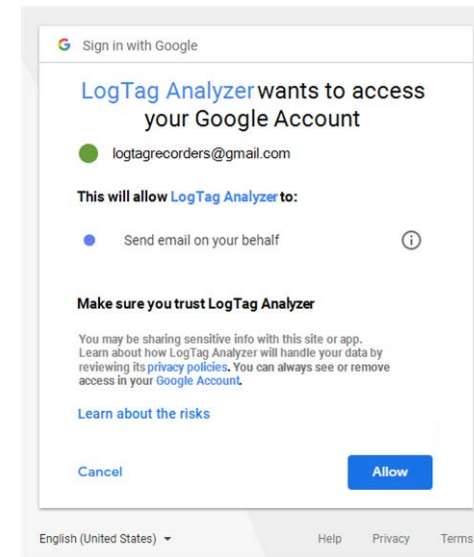 Sign in with Google
LogTag Analyzer wants to access
your Google Account
logtagrecorders@gmail.com
This will allow LogTag Analyzer to:
Send email on your behalf
Make sure you trust LogTag Analyzer
You may be sharing sensitive info with this site or app.
Learn about how LogTag Analyzer will handle your data by
reviewing its privacy policies. You can always see or remove
access in your Google Account.
Learn about the risks
Cancel Allow
English (United States) Help Privacy Terms